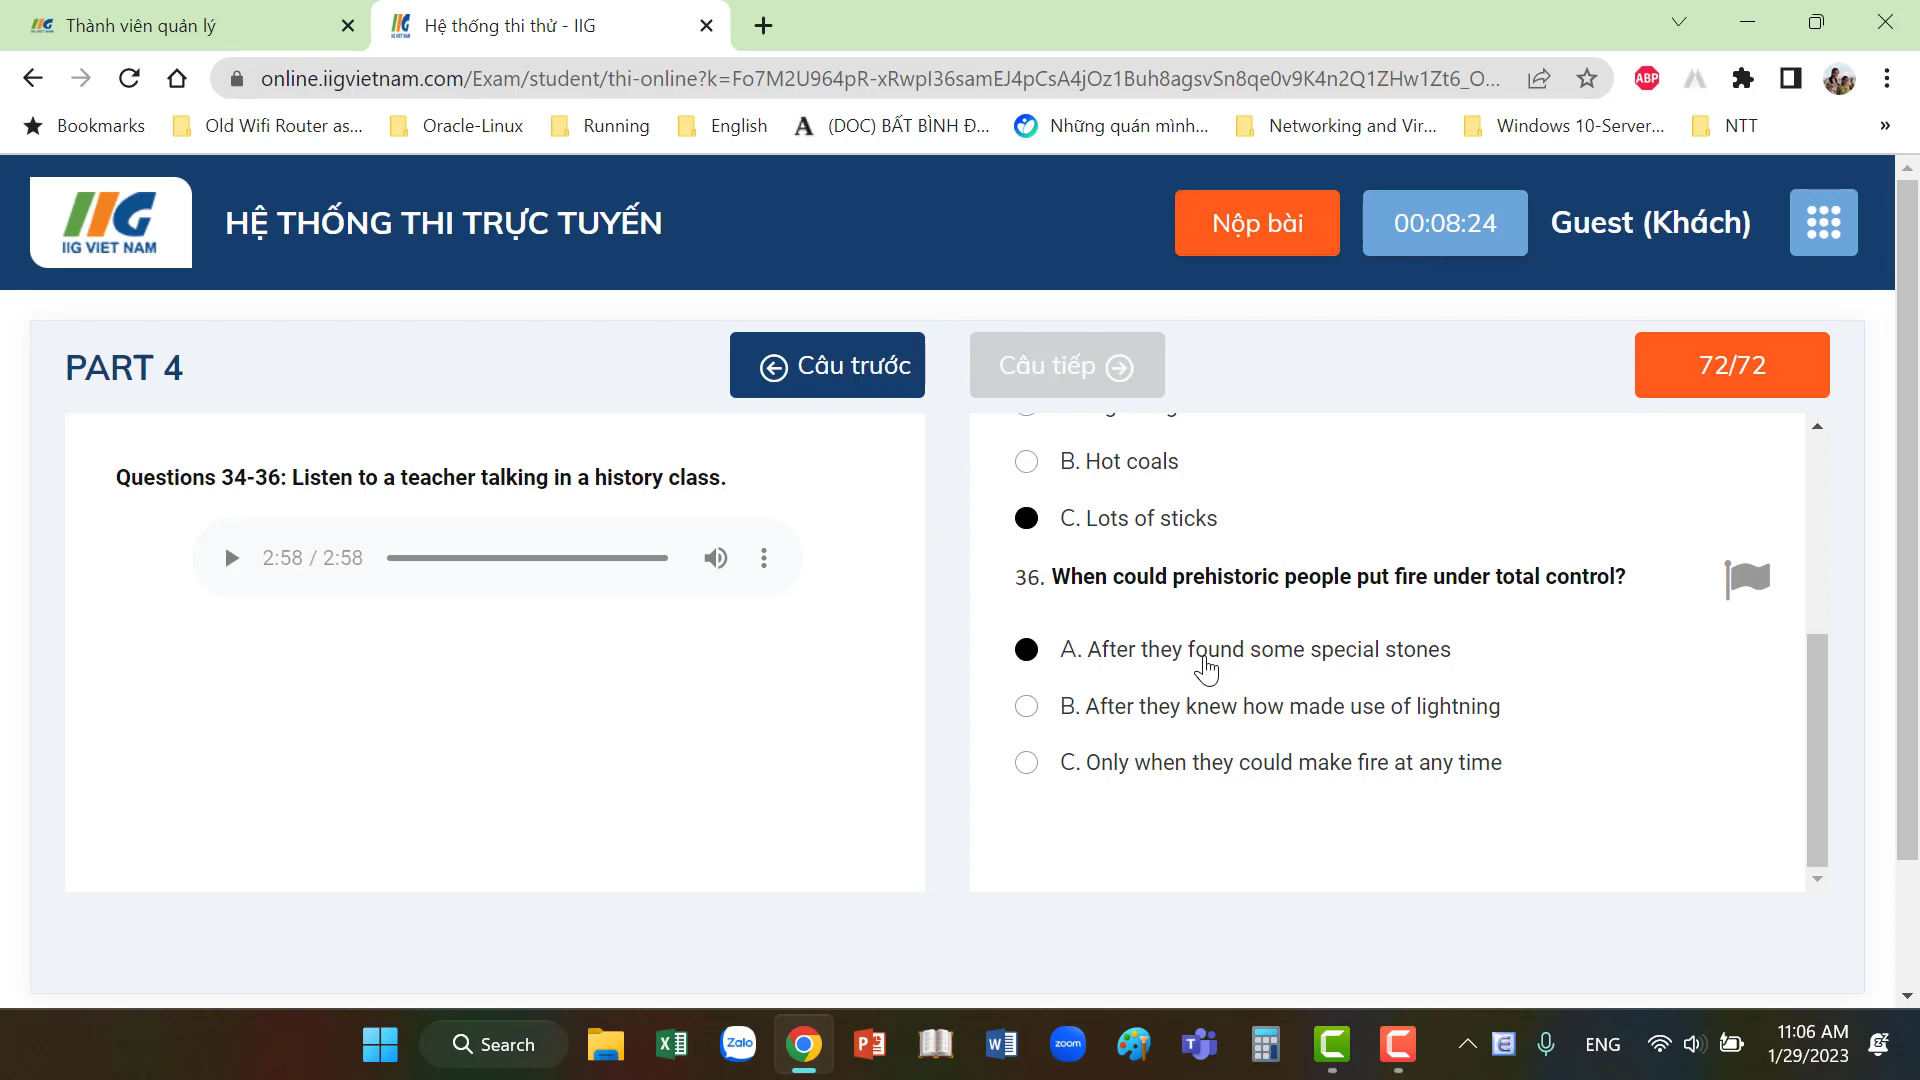 Thành viên quản lý
Hệ thống thi thử - IIG
online.iigvietnam.com/Exam/student/thi-online?k=Fo7M2U964pR-xRwpI36samEJ4pCsA4jOz1Buh8agsvSn8qe0v9K4n2Q1ZHw1Zt6_O...
ABP
Bookmarks
Old Wifi Router as...
Oracle-Linux
Running
English
(DOC) BẤT BÌNH Đ...
Những quán mình...
Networking and Vir...
Windows 10-Server...
NTT
»
IIG VIET NAM
HỆ THỐNG THI TRỰC TUYẾN
Nộp bài
00:08:24
Guest (Khách)
PART 4
Câu trước
Câu tiếp
72/72
Questions 34-36: Listen to a teacher talking in a history class.
2:58 / 2:58
B. Hot coals
C. Lots of sticks
36. When could prehistoric people put fire under total control?
A. After they found some special stones
B. After they knew how made use of lightning
C. Only when they could make fire at any time
Search
Zalo
zoom
ENG
11:06 AM
1/29/2023